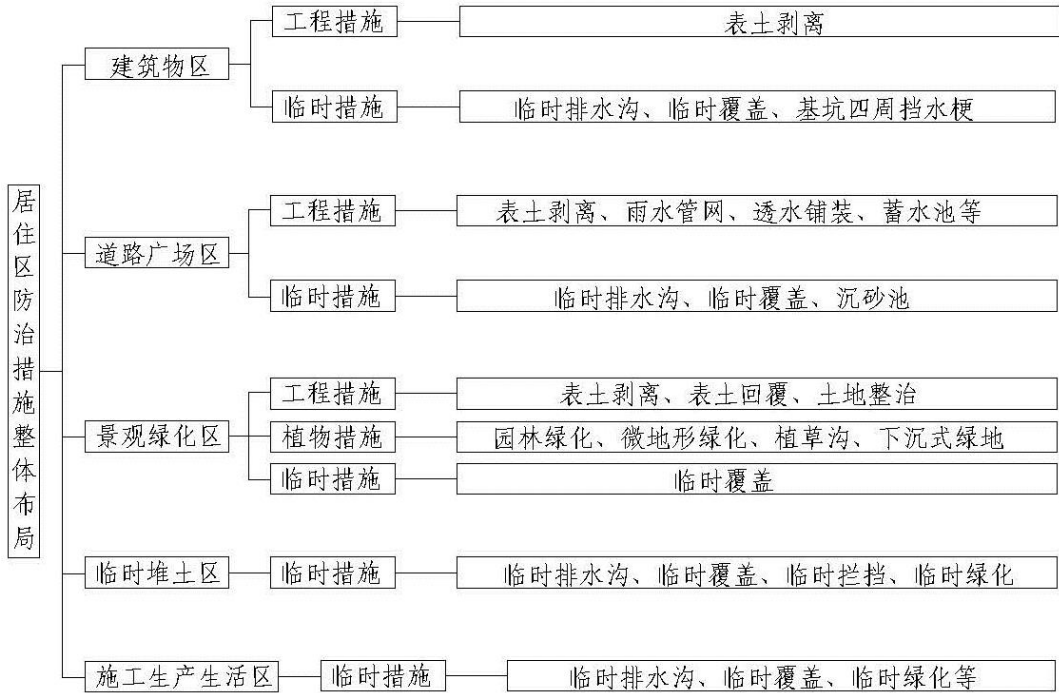 居住区防治措施整体布局
建筑物区
工程措施
表土剥离
临时措施
临时排水沟、临时覆盖、基坑四周挡水梗
道路广场区
工程措施
表土剥离、雨水管网、透水铺装、蓄水池等
临时措施
临时排水沟、临时覆盖、沉砂池
景观绿化区
工程措施
表土剥离、表土回覆、土地整治
植物措施
园林绿化、微地形绿化、植草沟、下沉式绿地
临时措施
临时覆盖
临时堆土区
临时措施
临时排水沟、临时覆盖、临时拦挡、临时绿化
施工生产生活区
临时措施
临时排水沟、临时覆盖、临时绿化等